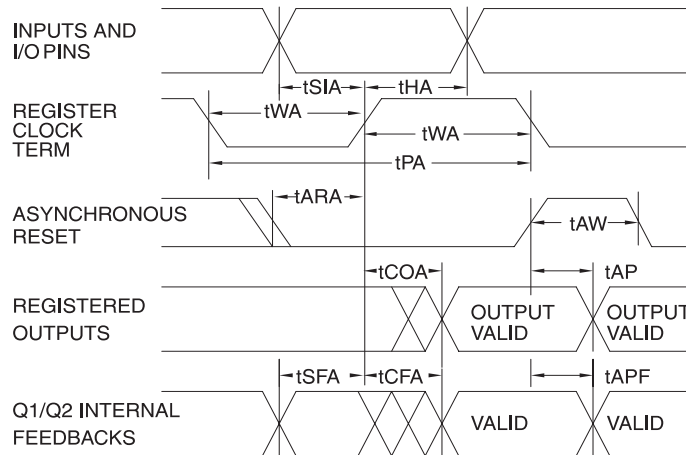 INPUTS AND
I/O PINS
tSIA
tHA
REGISTER
CLOCK
TERM
tWA
tWA
tPA
tARA
ASYNCHRONOUS
RESET
tAW
tCOA
tAP
REGISTERED
OUTPUTS
OUTPUT
VALID
OUTPUT
VALID
tSFA
tCFA
tAPF
Q1/Q2 INTERNAL
FEEDBACKS
VALID
VALID